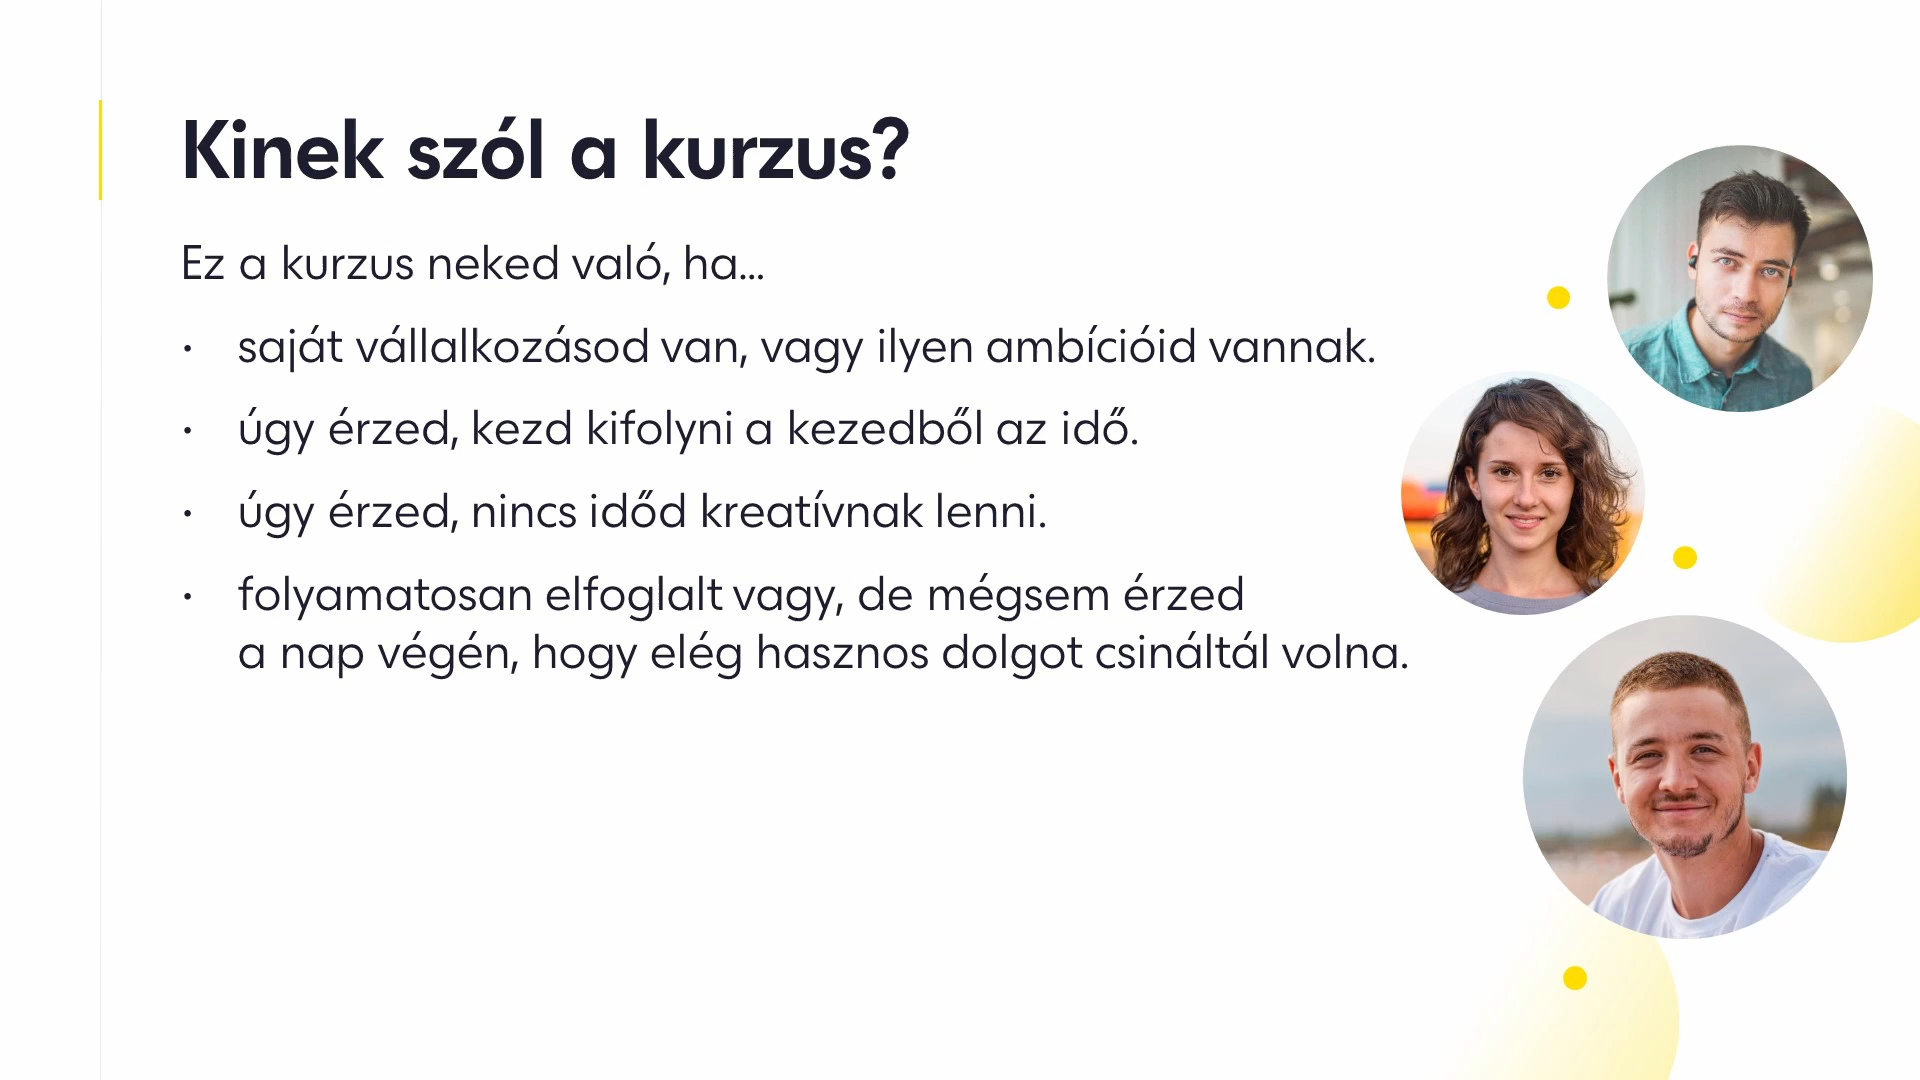 Kinek szól a kurzus?
Ez a kurzus neked való, ha...
· saját vállalkozásod van, vagy ilyen ambícióid vannak.
· úgy érzed, kezd kifolyni a kezedből az idő.
· úgy érzed, nincs időd kreatívnak lenni.
· folyamatosan elfoglalt vagy, de mégsem érzed
a nap végén, hogy elég hasznos dolgot csináltál volna.